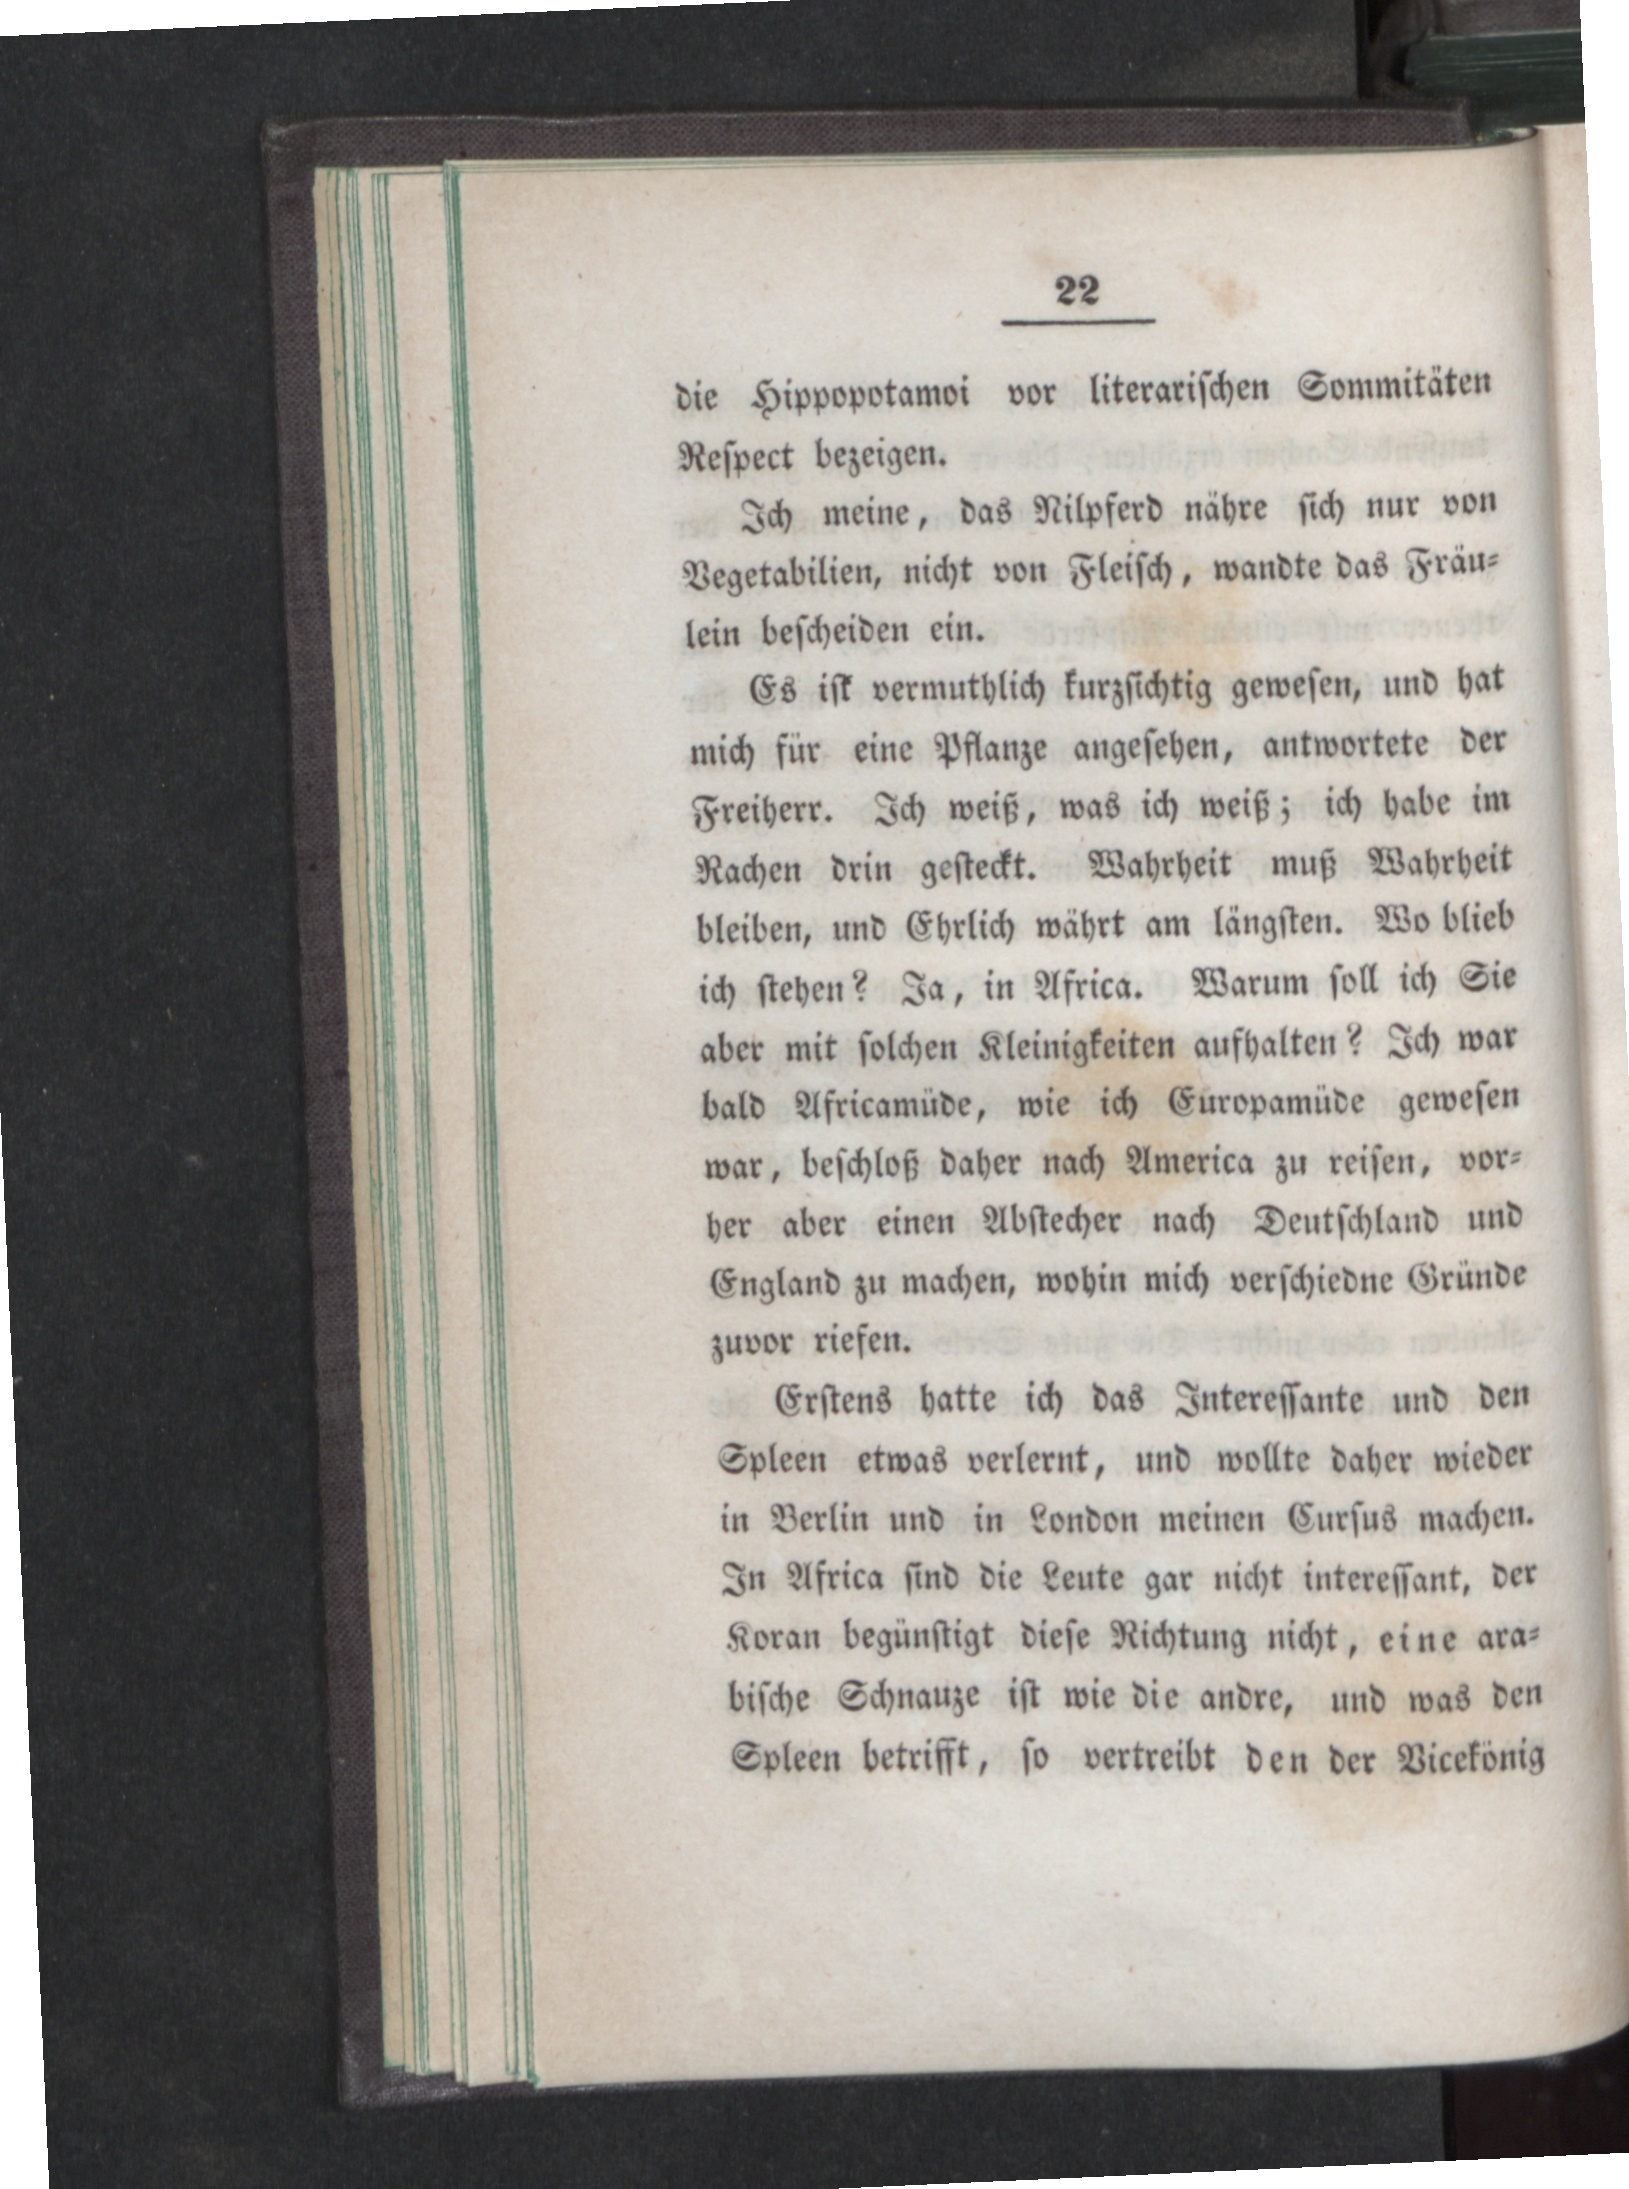 22
die Hippopotamoi vor literarischen Sommitäten
Respect bezeigen.
Ich meine, das Nilpferd nähre sich nur von
Vegetabilien, nicht von Fleisch, wandte das Fräu-
lein bescheiden ein.
Es ist vermuthlich kurzsichtig gewesen, und hat
mich für eine Pflanze angesehen, antwortete der
Freiherr. Ich weiß, was ich weiß; ich habe im
Rachen drin gesteckt. Wahrheit muß Wahrheit
bleiben, und Ehrlich währt am längsten. Wo blieb
ich stehen? Ja, in Africa. Warum soll ich Sie
aber mit solchen Kleinigkeiten aufhalten? Ich war
bald Africamüde, wie ich Europamüde gewesen
war, beschloß daher nach America zu reisen, vor-
her aber einen Abstecher nach Deutschland und
England zu machen, wohin mich verschiedne Gründe
zuvor riefen.
Erstens hatte ich das Interessante und den
Spleen etwas verlernt, und wollte daher wieder
in Berlin und in London meinen Cursus machen.
In Africa sind die Leute gar nicht interessant, der
Koran begünstigt diese Richtung nicht, eine ara-
bische Schnauze ist wie die andre, und was den
Spleen betrifft, so vertreibt den der Vicekönig